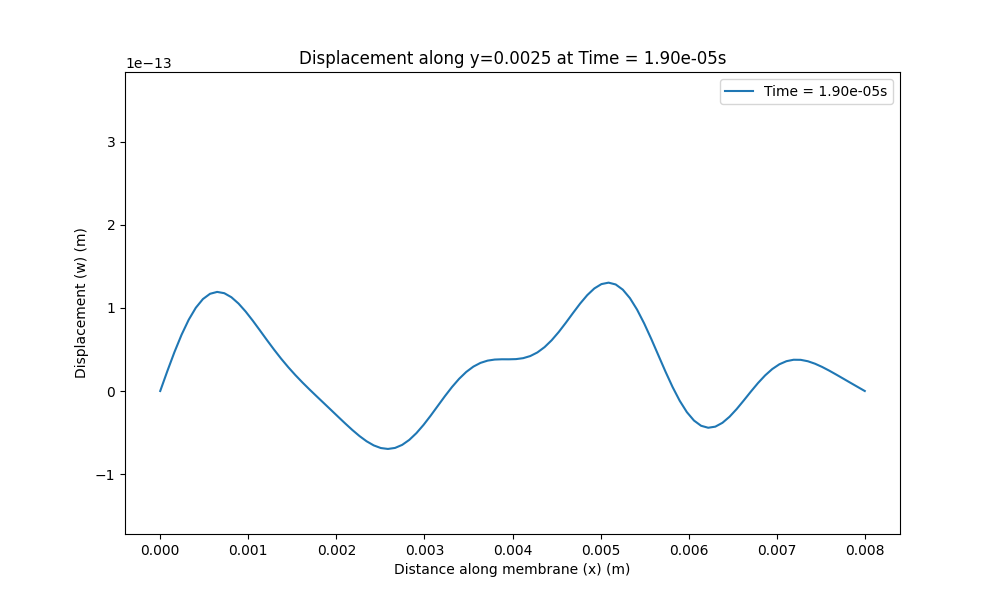 Displacement along y=0.0025 at Time = 1.90e-05s
1e−13
Time = 1.90e-05s
3
2
1
0
−1
Displacement (w) (m)
0.000 0.001 0.002 0.003 0.004 0.005 0.006 0.007 0.008
Distance along membrane (x) (m)